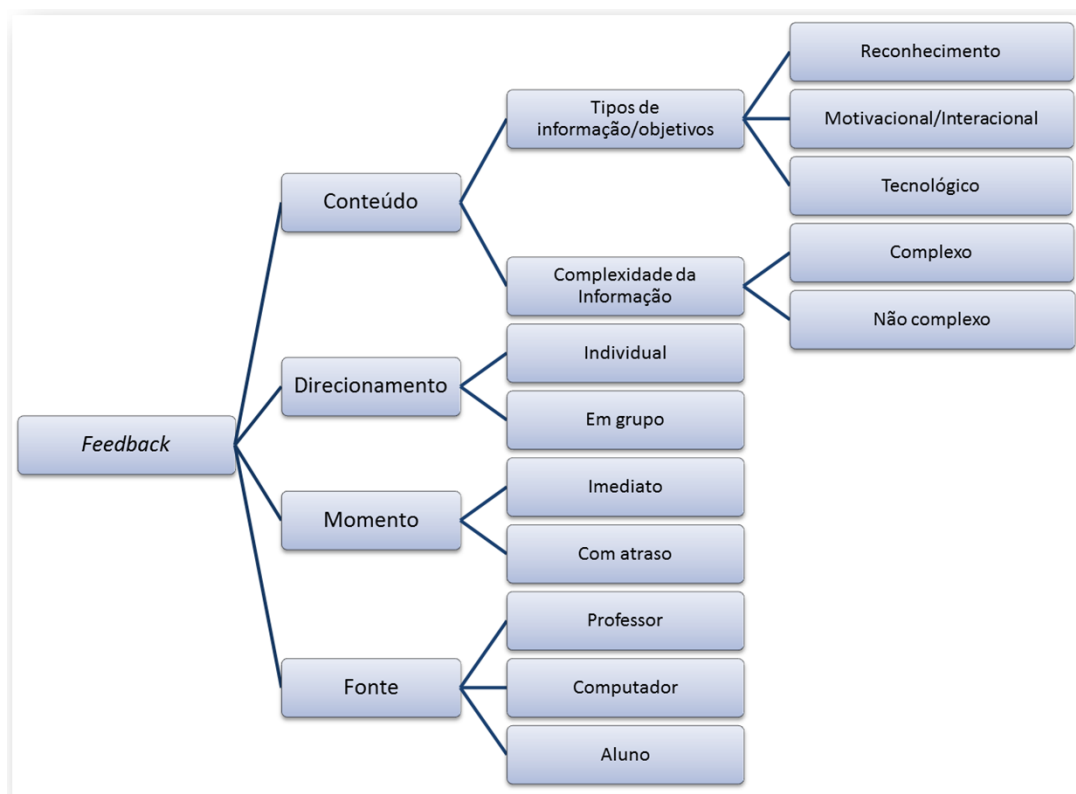 Feedback
Conteúdo
Tipos de
informação/objetivos
Reconhecimento
Motivacional/Interacional
Tecnológico
Complexidade da
Informação
Complexo
Não complexo
Direcionamento
Individual
Em grupo
Momento
Imediato
Com atraso
Fonte
Professor
Computador
Aluno